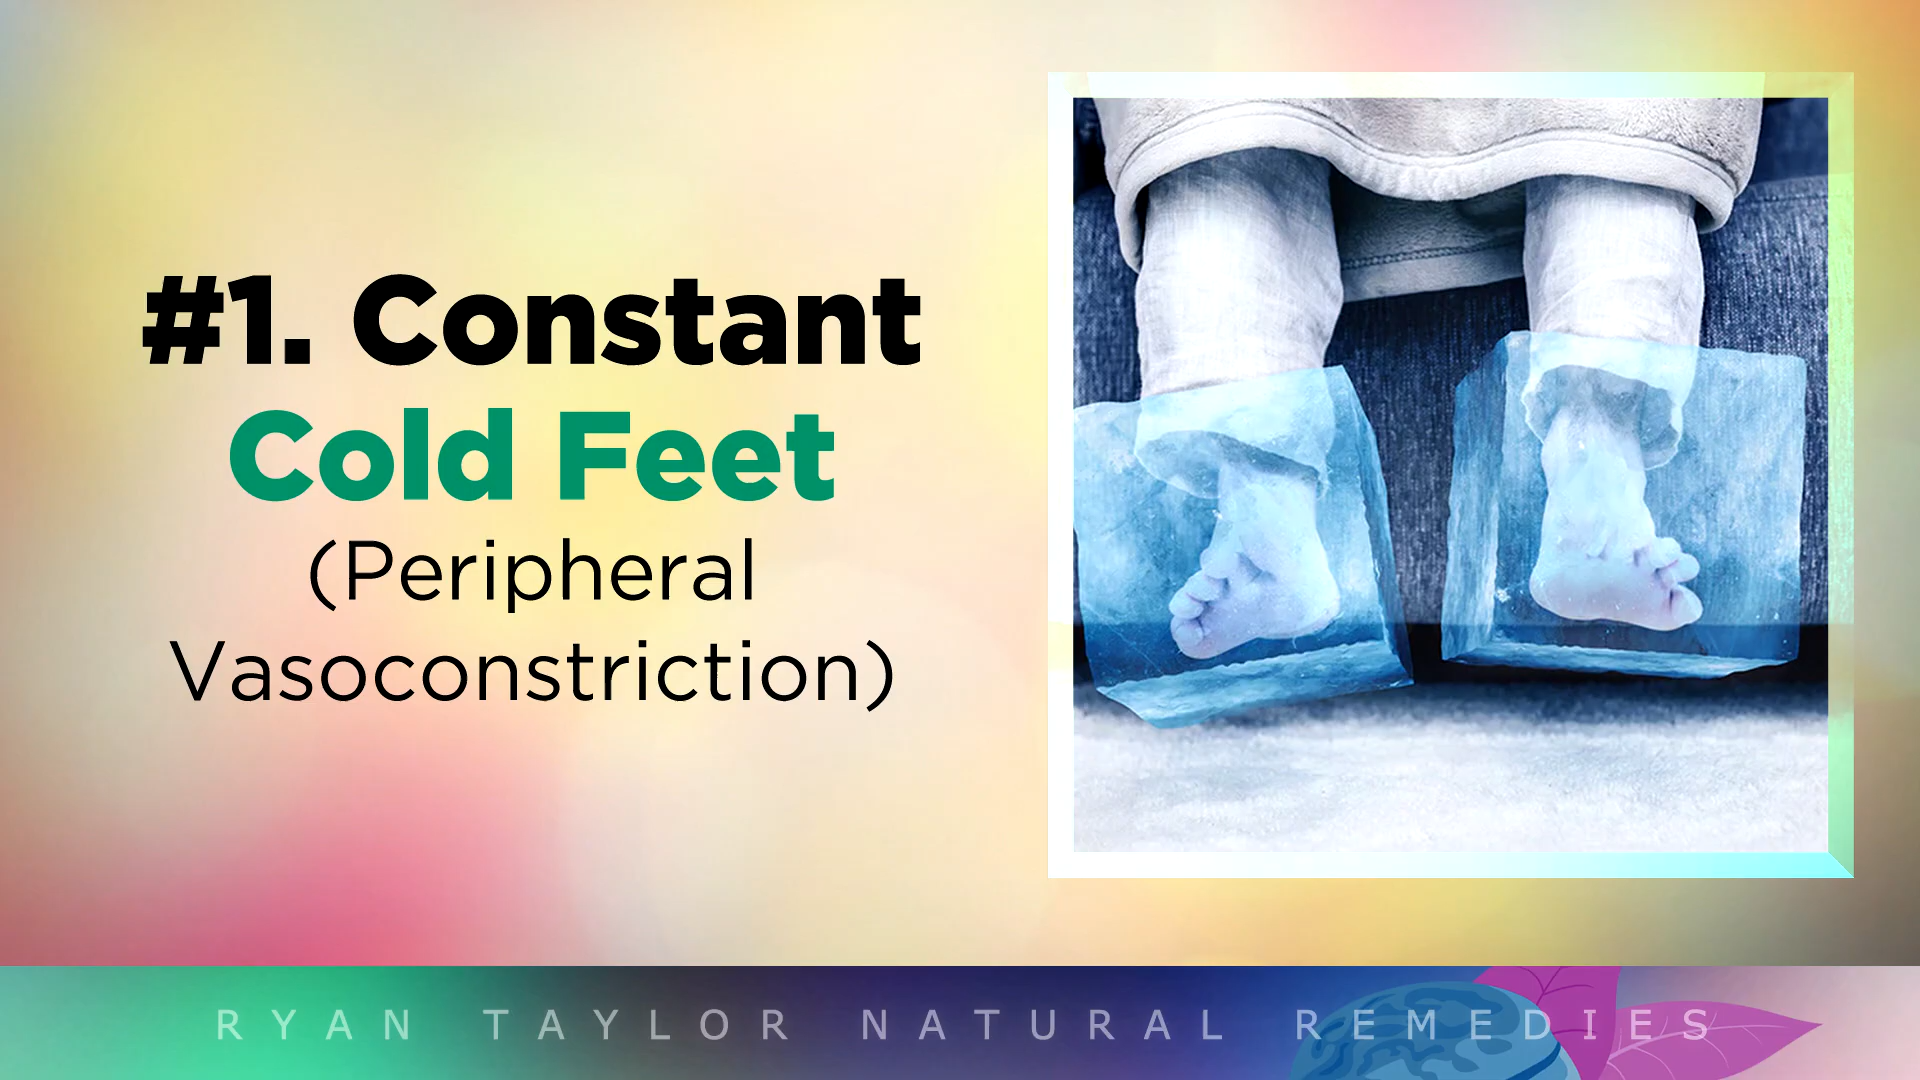 #1. Constant
Cold Feet
(Peripheral
Vasoconstriction)
RYAN TAYLOR NATURAL REMEDIES